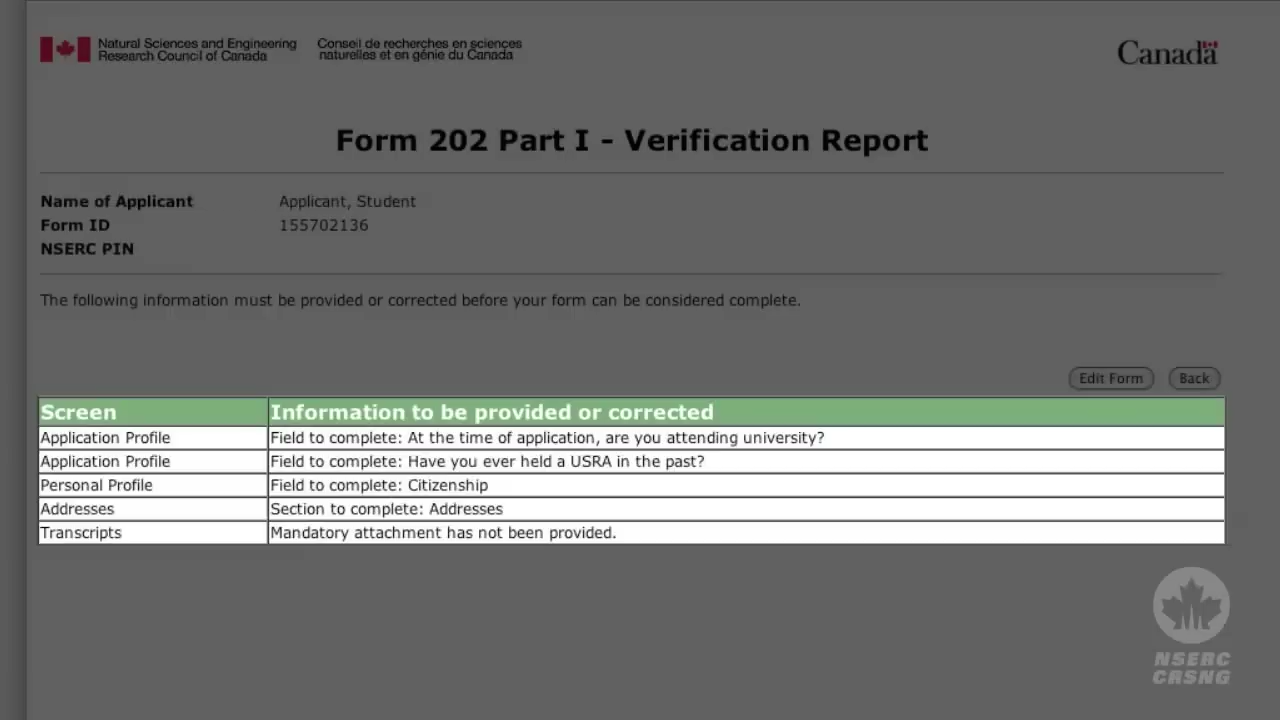 Natural Sciences and Engineering Conseil de recherches en sciences
Research Council of Canada naturelles et en génie du Canada
Canada
Form 202 Part I - Verification Report
Name of Applicant Applicant, Student
Form ID 155702136
NSERC PIN
The following information must be provided or corrected before your form can be considered complete.
Edit Form Back
Screen Information to be provided or corrected
Application Profile Field to complete: At the time of application, are you attending university?
Application Profile Field to complete: Have you ever held a USRA in the past?
Personal Profile Field to complete: Citizenship
Addresses Section to complete: Addresses
Transcripts Mandatory attachment has not been provided.
NSERC
CRSNG